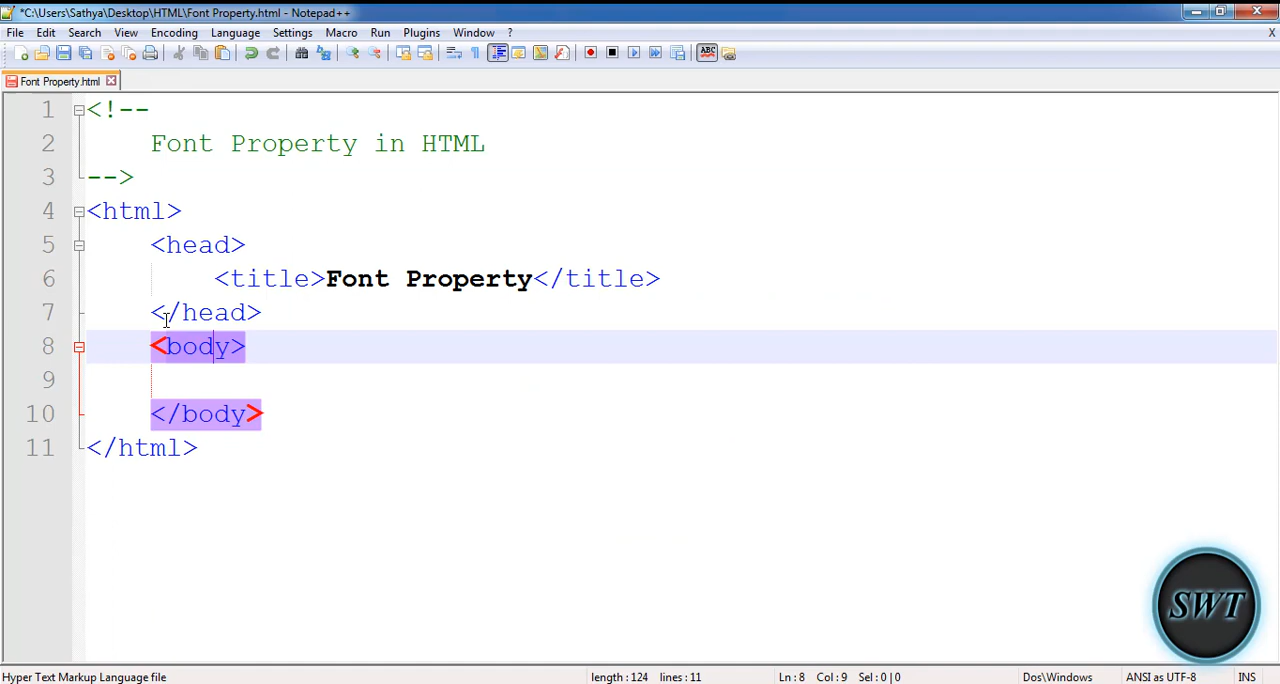 *C:\Users\Sathya\Desktop\HTML\Font Property.html - Notepad++
File Edit Search View Encoding Language Settings Macro Run Plugins Window ? X
ABC
Font Property.html
1 <!--
2 Font Property in HTML
3 -->
4 <html>
5 <head>
6 <title>Font Property</title>
7 </head>
8 <body>
9
10 </body>
11 </html>
SWT
Hyper Text Markup Language file length : 124 lines : 11 Ln : 8 Col : 9 Sel : 0 | 0 Dos\Windows ANSI as UTF-8 INS